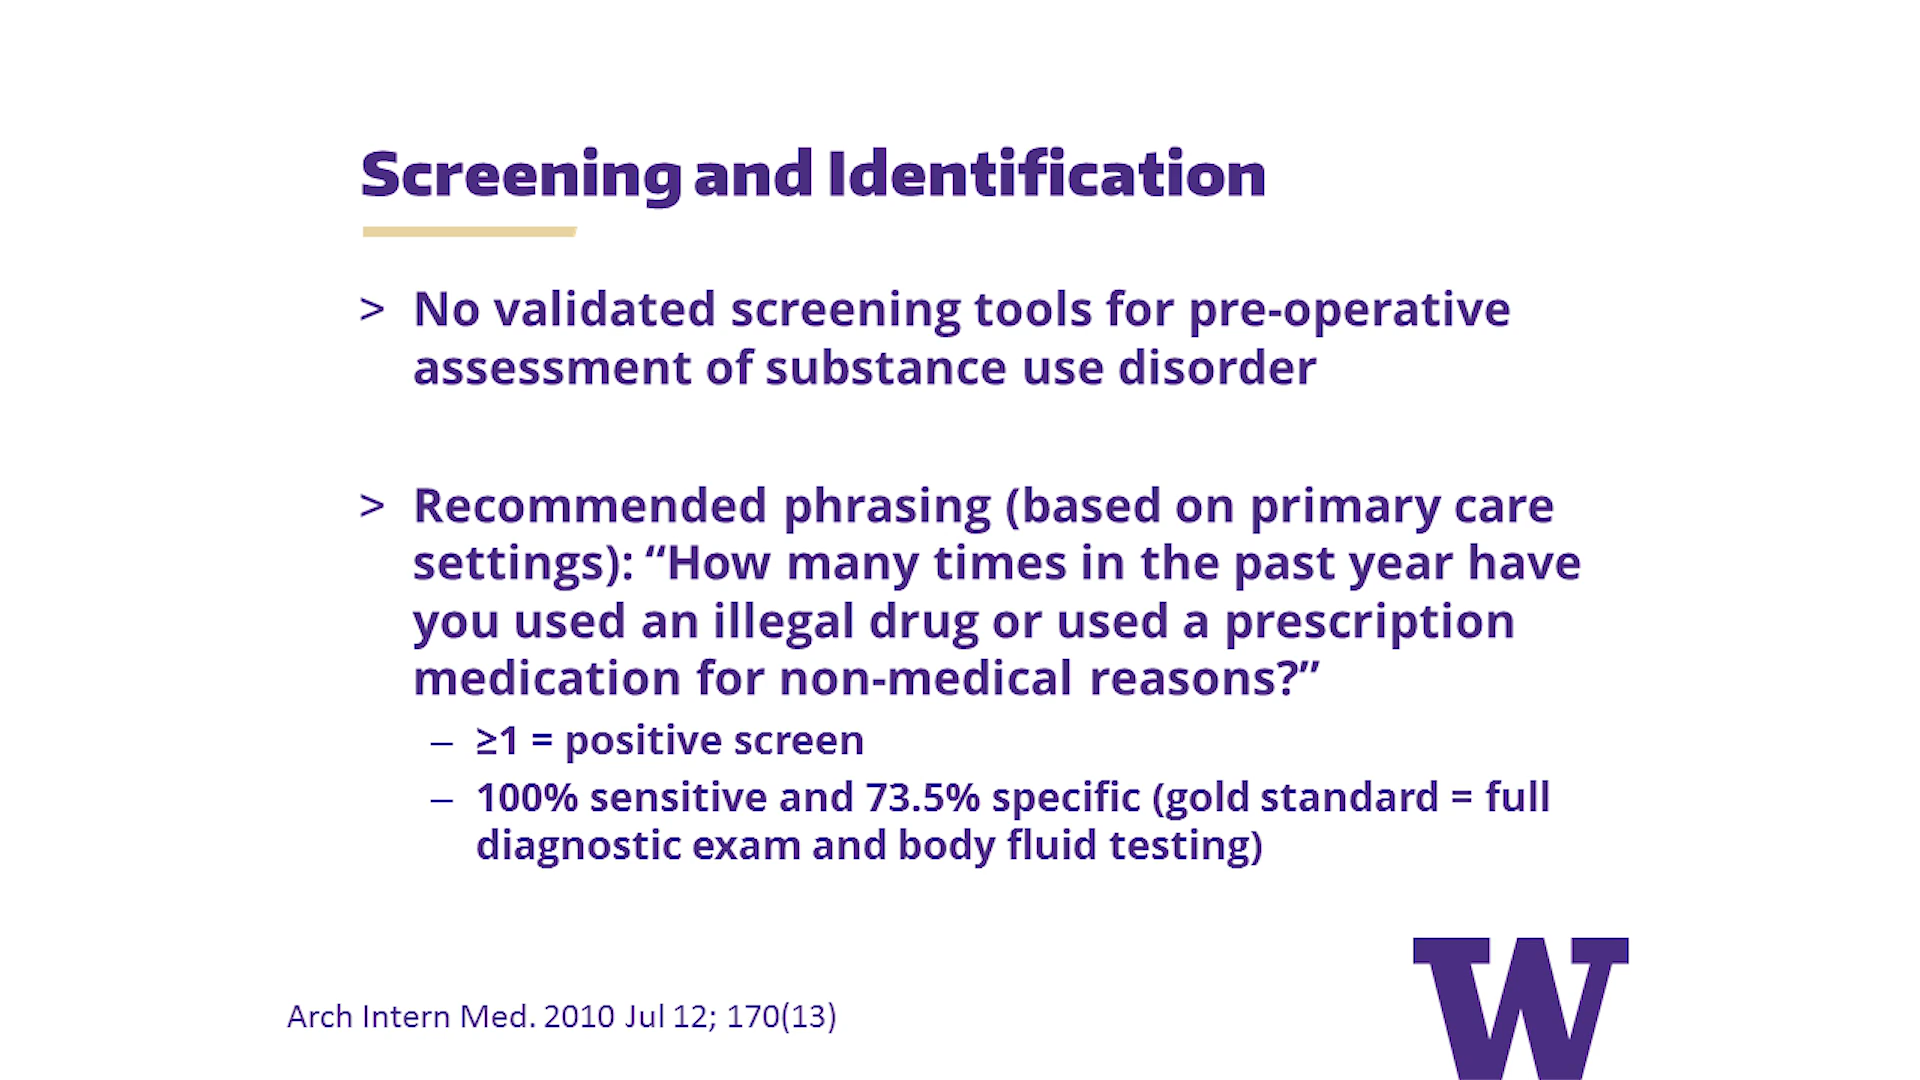 Screening and Identification
> No validated screening tools for pre-operative
assessment of substance use disorder
> Recommended phrasing (based on primary care
settings): “How many times in the past year have
you used an illegal drug or used a prescription
medication for non-medical reasons?”
– ≥1 = positive screen
– 100% sensitive and 73.5% specific (gold standard = full
diagnostic exam and body fluid testing)
Arch Intern Med. 2010 Jul 12; 170(13)
W